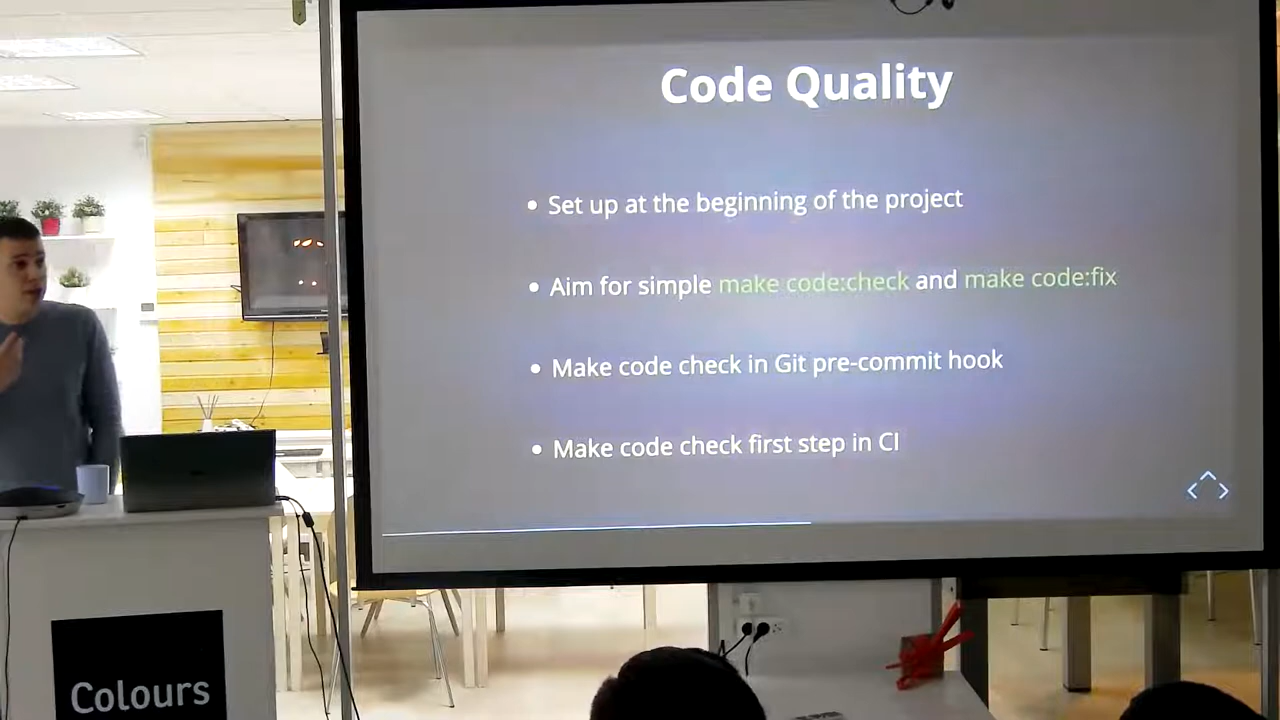 Code Quality
Set up at the beginning of the project
Aim for simple make code:check and make code:fix
Make code check in Git pre-commit hook
Make code check first step in CI
Colours